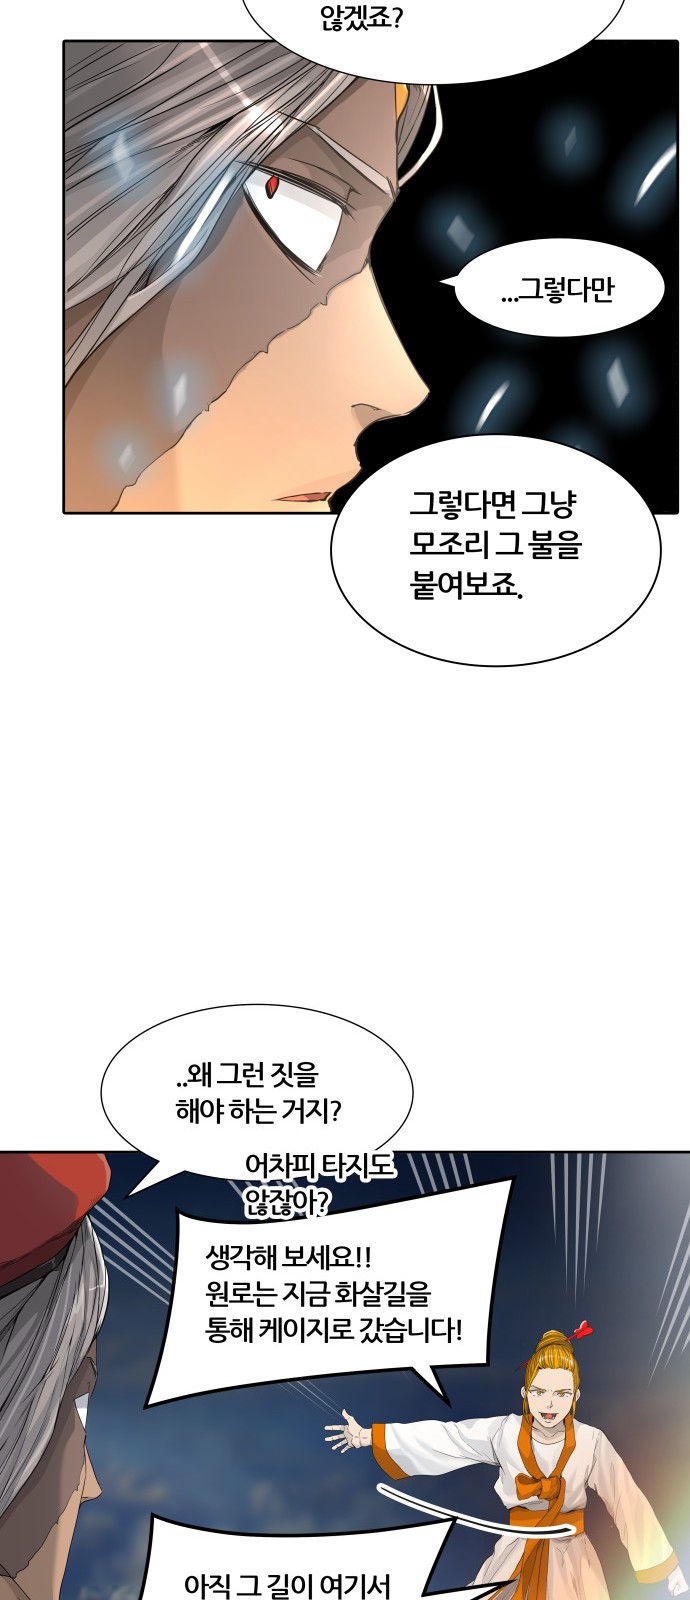 않겠죠?
...그렇다만
그렇다면 그냥
모조리 그 불을
붙여보죠.
..왜 그런 짓을
해야 하는 거지?
어차피 타지도
않잖아?
생각해 보세요!!
원로는 지금 화살길을
통해 케이지로 갔습니다!
아직 그 길이 여기서